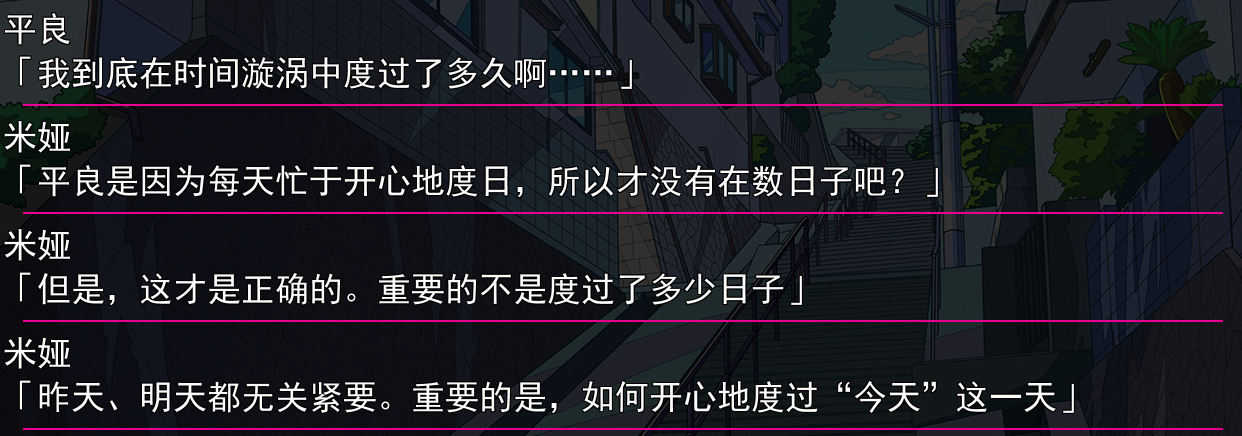 平良
「我到底在时间漩涡中度过了多久啊……」
米娅
「平良是因为每天忙于开心地度日，所以才没有在数日子吧？」
米娅
「但是，这才是正确的。重要的不是度过了多少日子」
米娅
「昨天、明天都无关紧要。重要的是，如何开心地度过“今天”这一天」